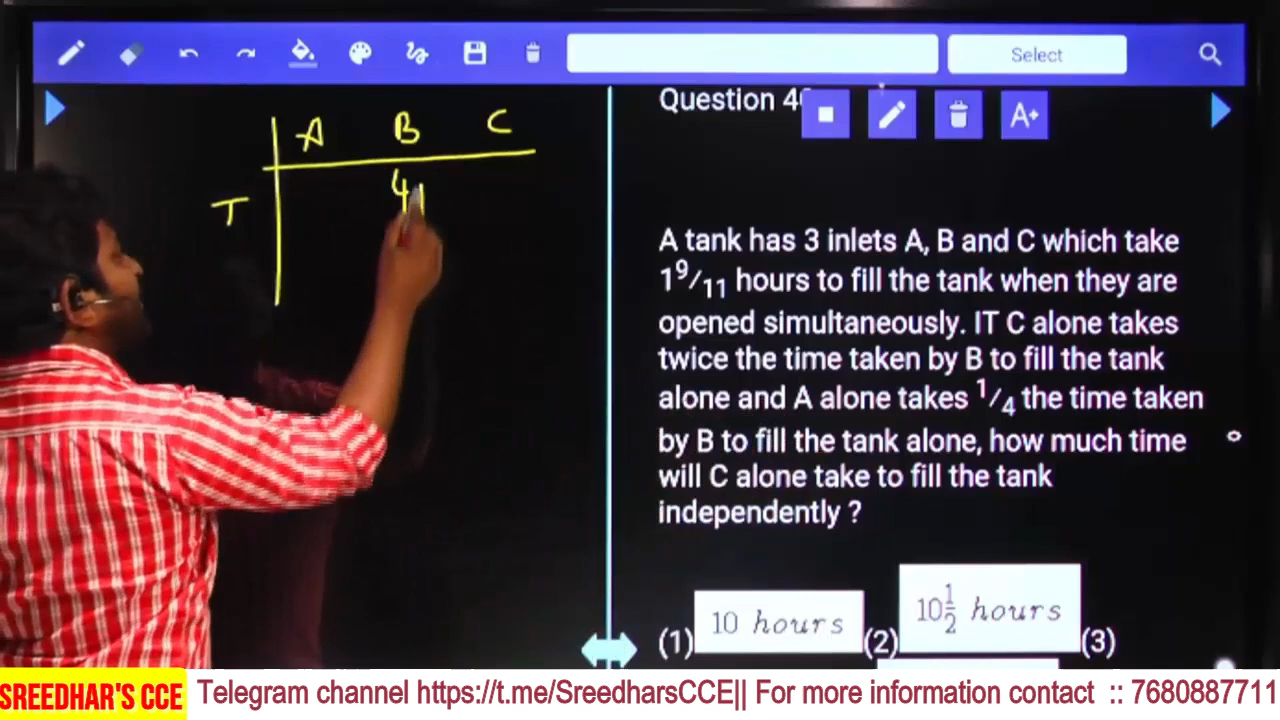 Select
A B C
T
4
Question 4
A+
A tank has 3 inlets A, B and C which take
1 9/11 hours to fill the tank when they are
opened simultaneously. IT C alone takes
twice the time taken by B to fill the tank
alone and A alone takes 1/4 the time taken
by B to fill the tank alone, how much time
will C alone take to fill the tank
independently ?
(1) 10 hours (2) 10 1/2 hours (3)
SREEDHAR'S CCE
Telegram channel https://t.me/SreedharsCCE|| For more information contact :: 7680887711